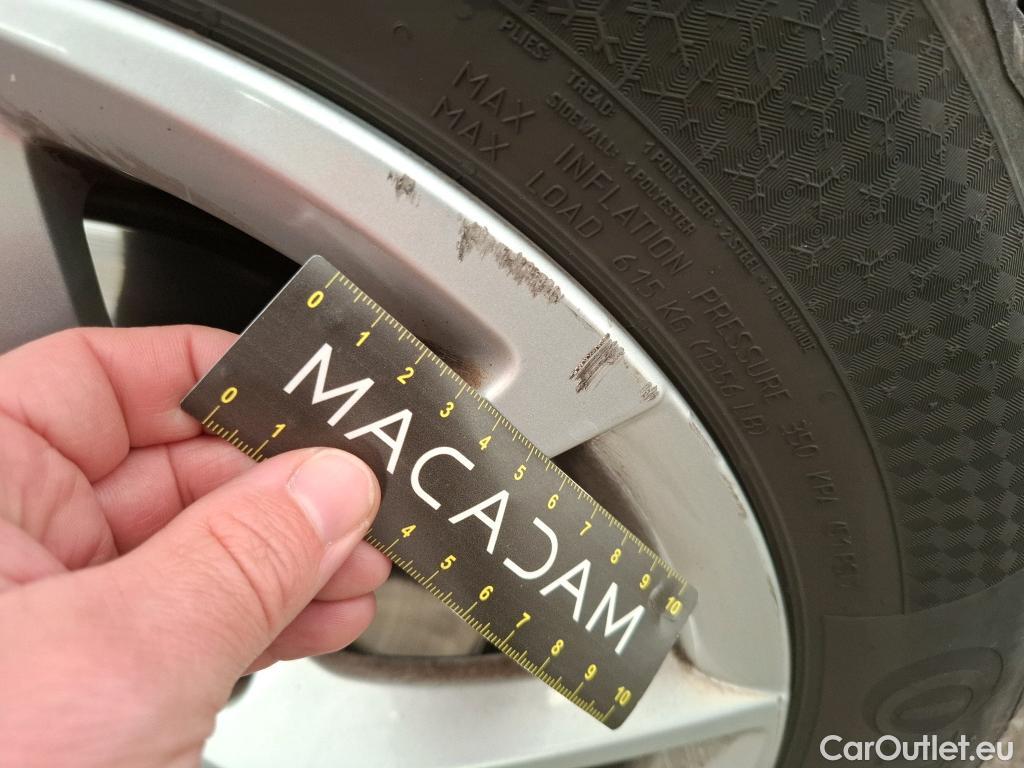 PLIES TREAD 1 POLYESTER + 2 STEEL + 1 POLYAMIDE
SIDEWALL 1 POLYESTER
MAX INFLATION PRESSURE 350 KPA
MAX LOAD 615 KG (1356 LB)
0 1 2 3 4 5 6 7 8 9 10
MACADAM
0 1 4 5 6 7 8 9 10
CarOutlet.eu